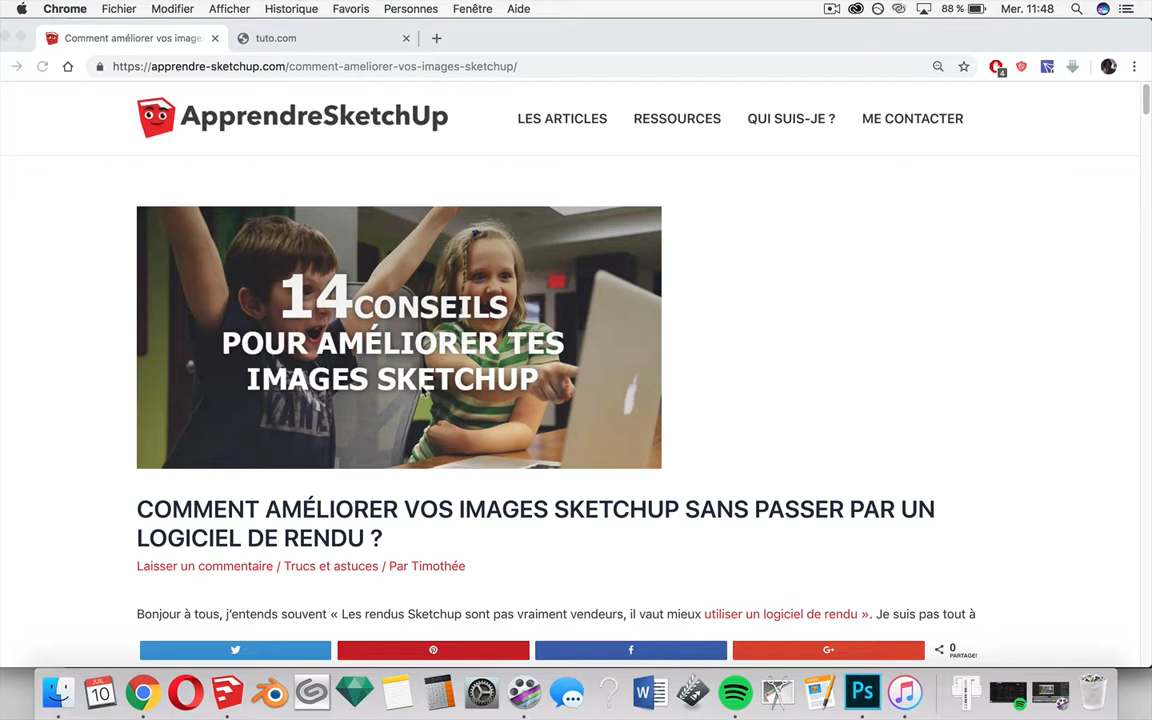 Chrome Fichier Modifier Afficher Historique Favoris Personnes Fenêtre Aide 88 % Mer. 11:48
Comment améliorer vos image tuto.com
https://apprendre-sketchup.com/comment-ameliorer-vos-images-sketchup/ 4
ApprendreSketchUp LES ARTICLES RESSOURCES QUI SUIS-JE ? ME CONTACTER
14 CONSEILS
POUR AMÉLIORER TES
IMAGES SKETCHUP
COMMENT AMÉLIORER VOS IMAGES SKETCHUP SANS PASSER PAR UN
LOGICIEL DE RENDU ?
Laisser un commentaire / Trucs et astuces / Par Timothée
Bonjour à tous, j'entends souvent « Les rendus Sketchup sont pas vraiment vendeurs, il vaut mieux utiliser un logiciel de rendu ». Je suis pas tout à
G+ 0
PARTAGE!
JUIL.
10
W Ps